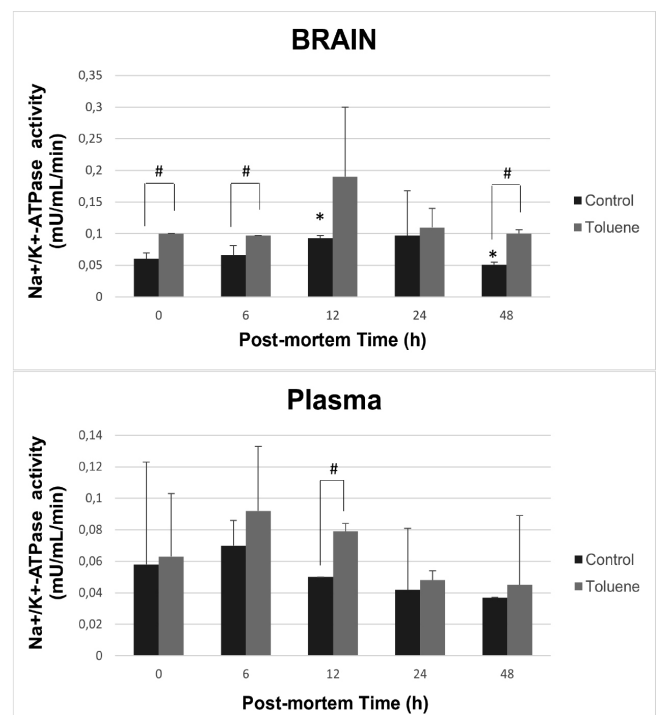 BRAIN
Na+/K+-ATPase activity
(mU/mL/min)
0,35
0,3
0,25
0,2
0,15
0,1
0,05
0
#
#
*
#
*
Control
Toluene
0 6 12 24 48
Post-mortem Time (h)
Plasma
Na+/K+-ATPase activity
(mU/mL/min)
0,14
0,12
0,1
0,08
0,06
0,04
0,02
0
#
Control
Toluene
0 6 12 24 48
Post-mortem Time (h)